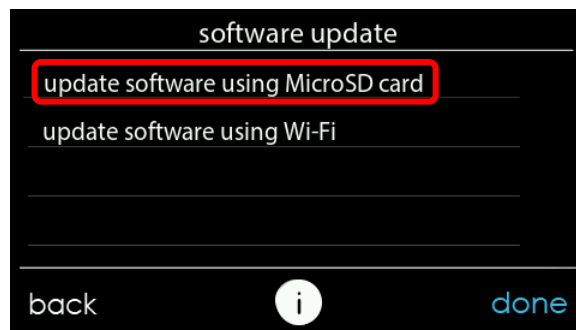 software update
update software using MicroSD card
update software using Wi-Fi
back i done